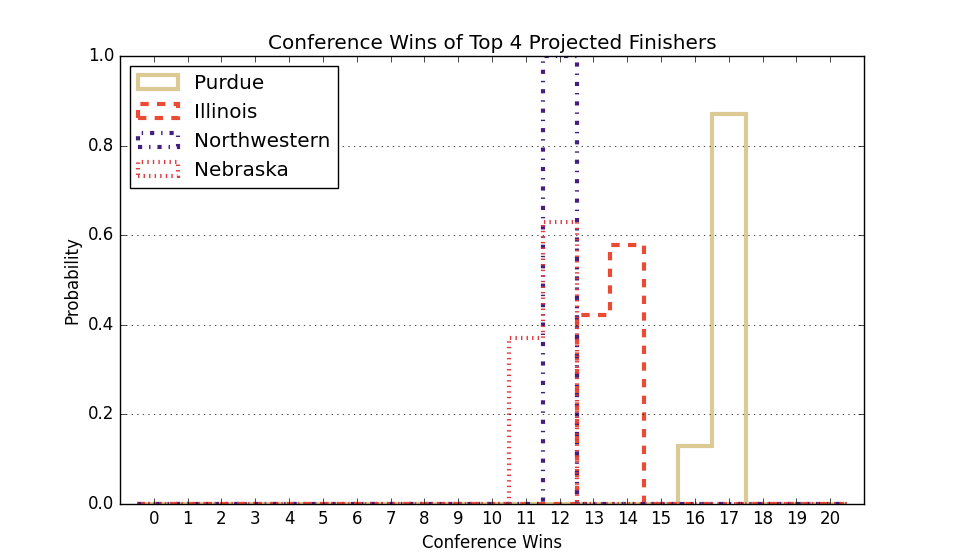 Conference Wins of Top 4 Projected Finishers
1.0
0.8
0.6
0.4
0.2
0.0
Probability
Purdue
Illinois
Northwestern
Nebraska
0 1 2 3 4 5 6 7 8 9 10 11 12 13 14 15 16 17 18 19 20
Conference Wins